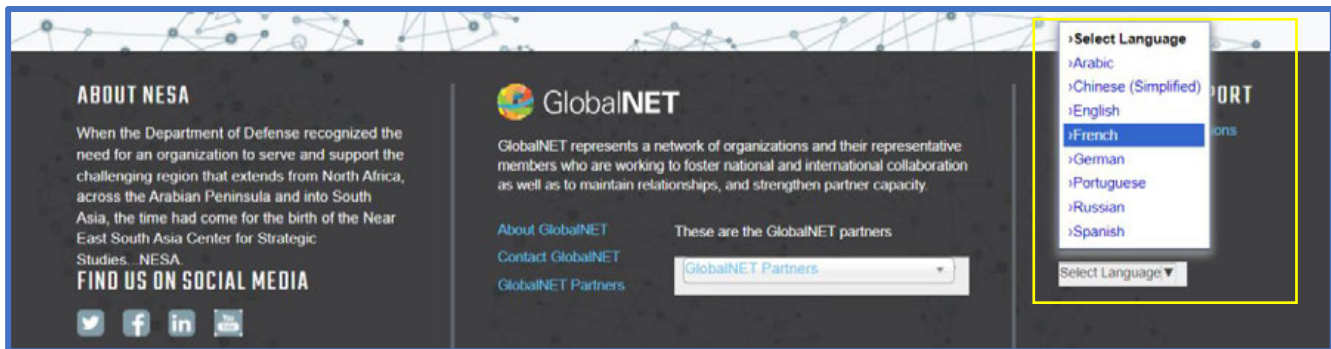 ABOUT NESA
When the Department of Defense recognized the
need for an organization to serve and support the
challenging region that extends from North Africa,
across the Arabian Peninsula and into South
Asia, the time had come for the birth of the Near
East South Asia Center for Strategic
Studies...NESA.
FIND US ON SOCIAL MEDIA
in
You
GlobalNET
GlobalNET represents a network of organizations and their representative
members who are working to foster national and international collaboration
as well as to maintain relationships, and strengthen partner capacity.
About GlobalNET
Contact GlobalNET
GlobalNET Partners
These are the GlobalNET partners
GlobalNET Partners
›Select Language
›Arabic
›Chinese (Simplified)
›English
›French
›German
›Portuguese
›Russian
›Spanish
PORT
ions
Select Language▼